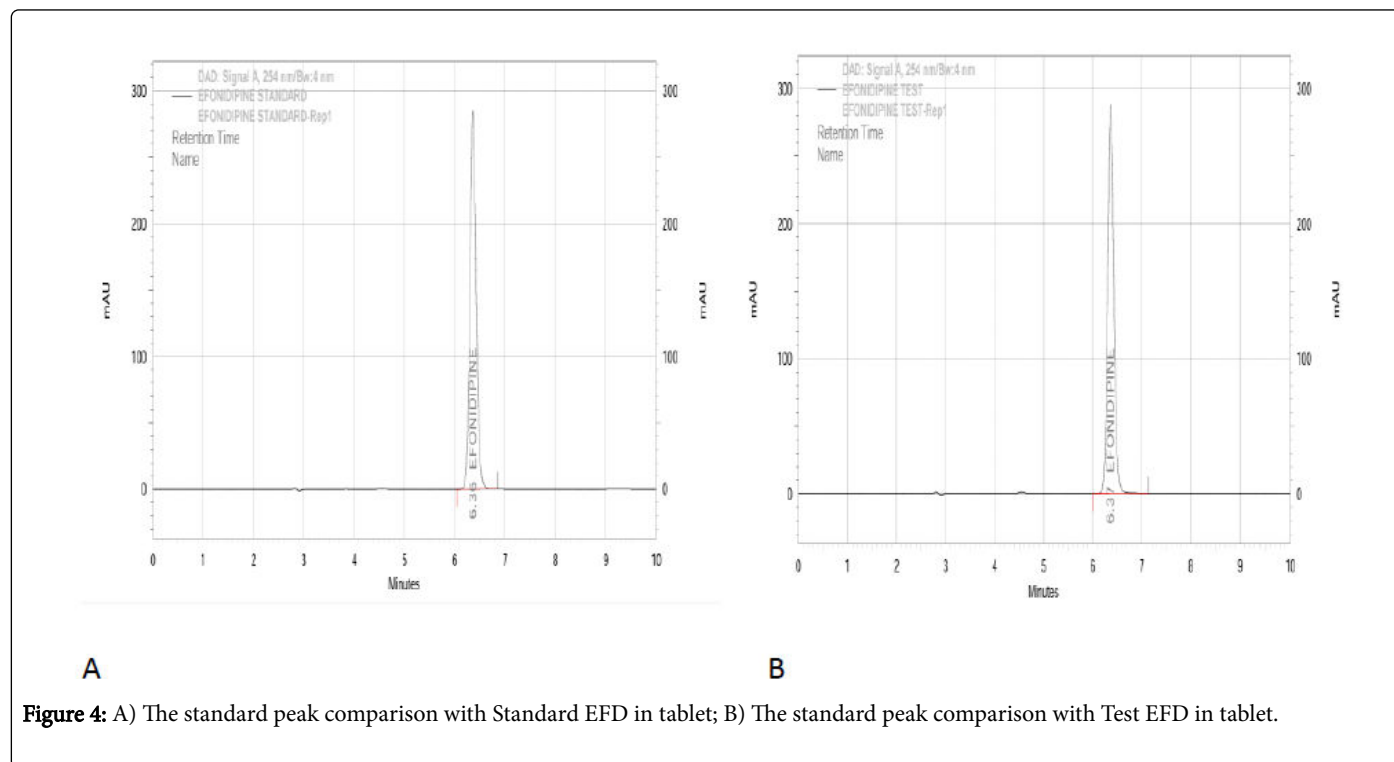 DAD: Signal A, 254 nm/Bw:4 nm
EFONIDIPINE STANDARD
EFONIDIPINE STANDARD-Rep1
Retention Time
Name
300
200
100
0
mAU
300
200
100
0
mAU
6.36 EFONIDIPINE
0 1 2 3 4 5 6 7 8 9 10
Minutes
A
DAD: Signal A, 254 nm/Bw:4 nm
EFONIDIPINE TEST
EFONIDIPINE TEST-Rep1
Retention Time
Name
300
200
100
0
mAU
300
200
100
0
mAU
6.37 EFONIDIPINE
0 1 2 3 4 5 6 7 8 9 10
Minutes
B
Figure 4: A) The standard peak comparison with Standard EFD in tablet; B) The standard peak comparison with Test EFD in tablet.